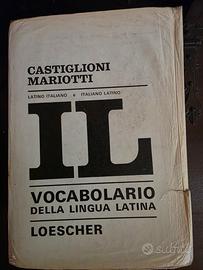 CASTIGLIONI
MARIOTTI
LATINO ITALIANO e ITALIANO LATINO
IL
VOCABOLARIO
DELLA LINGUA LATINA
LOESCHER
subito